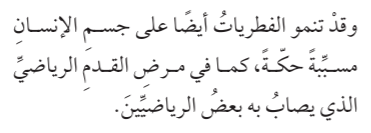 وقدْ تنمو الفطرياتُ أيضًا على جسمِ الإنسانِ
مسبِّبةً حكّةً، كما في مرضِ القدمِ الرياضيِّ
الذي يصابُ به بعضُ الرياضيِّينَ.